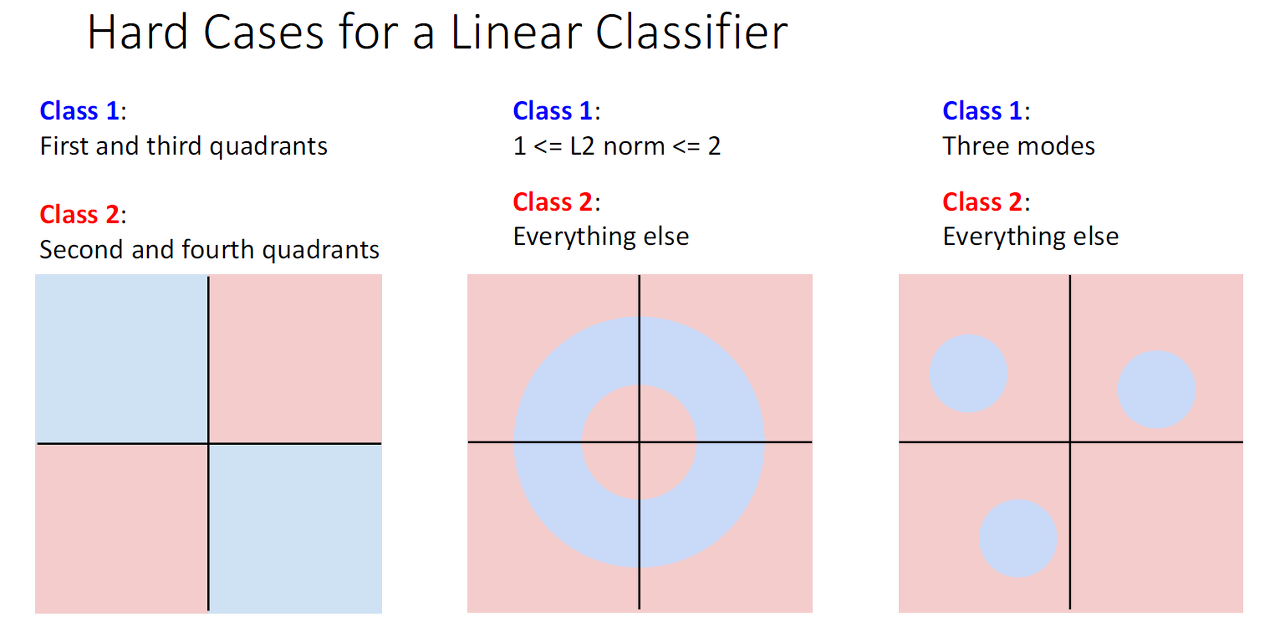 Hard Cases for a Linear Classifier
Class 1:
First and third quadrants
Class 2:
Second and fourth quadrants
Class 1:
1 <= L2 norm <= 2
Class 2:
Everything else
Class 1:
Three modes
Class 2:
Everything else